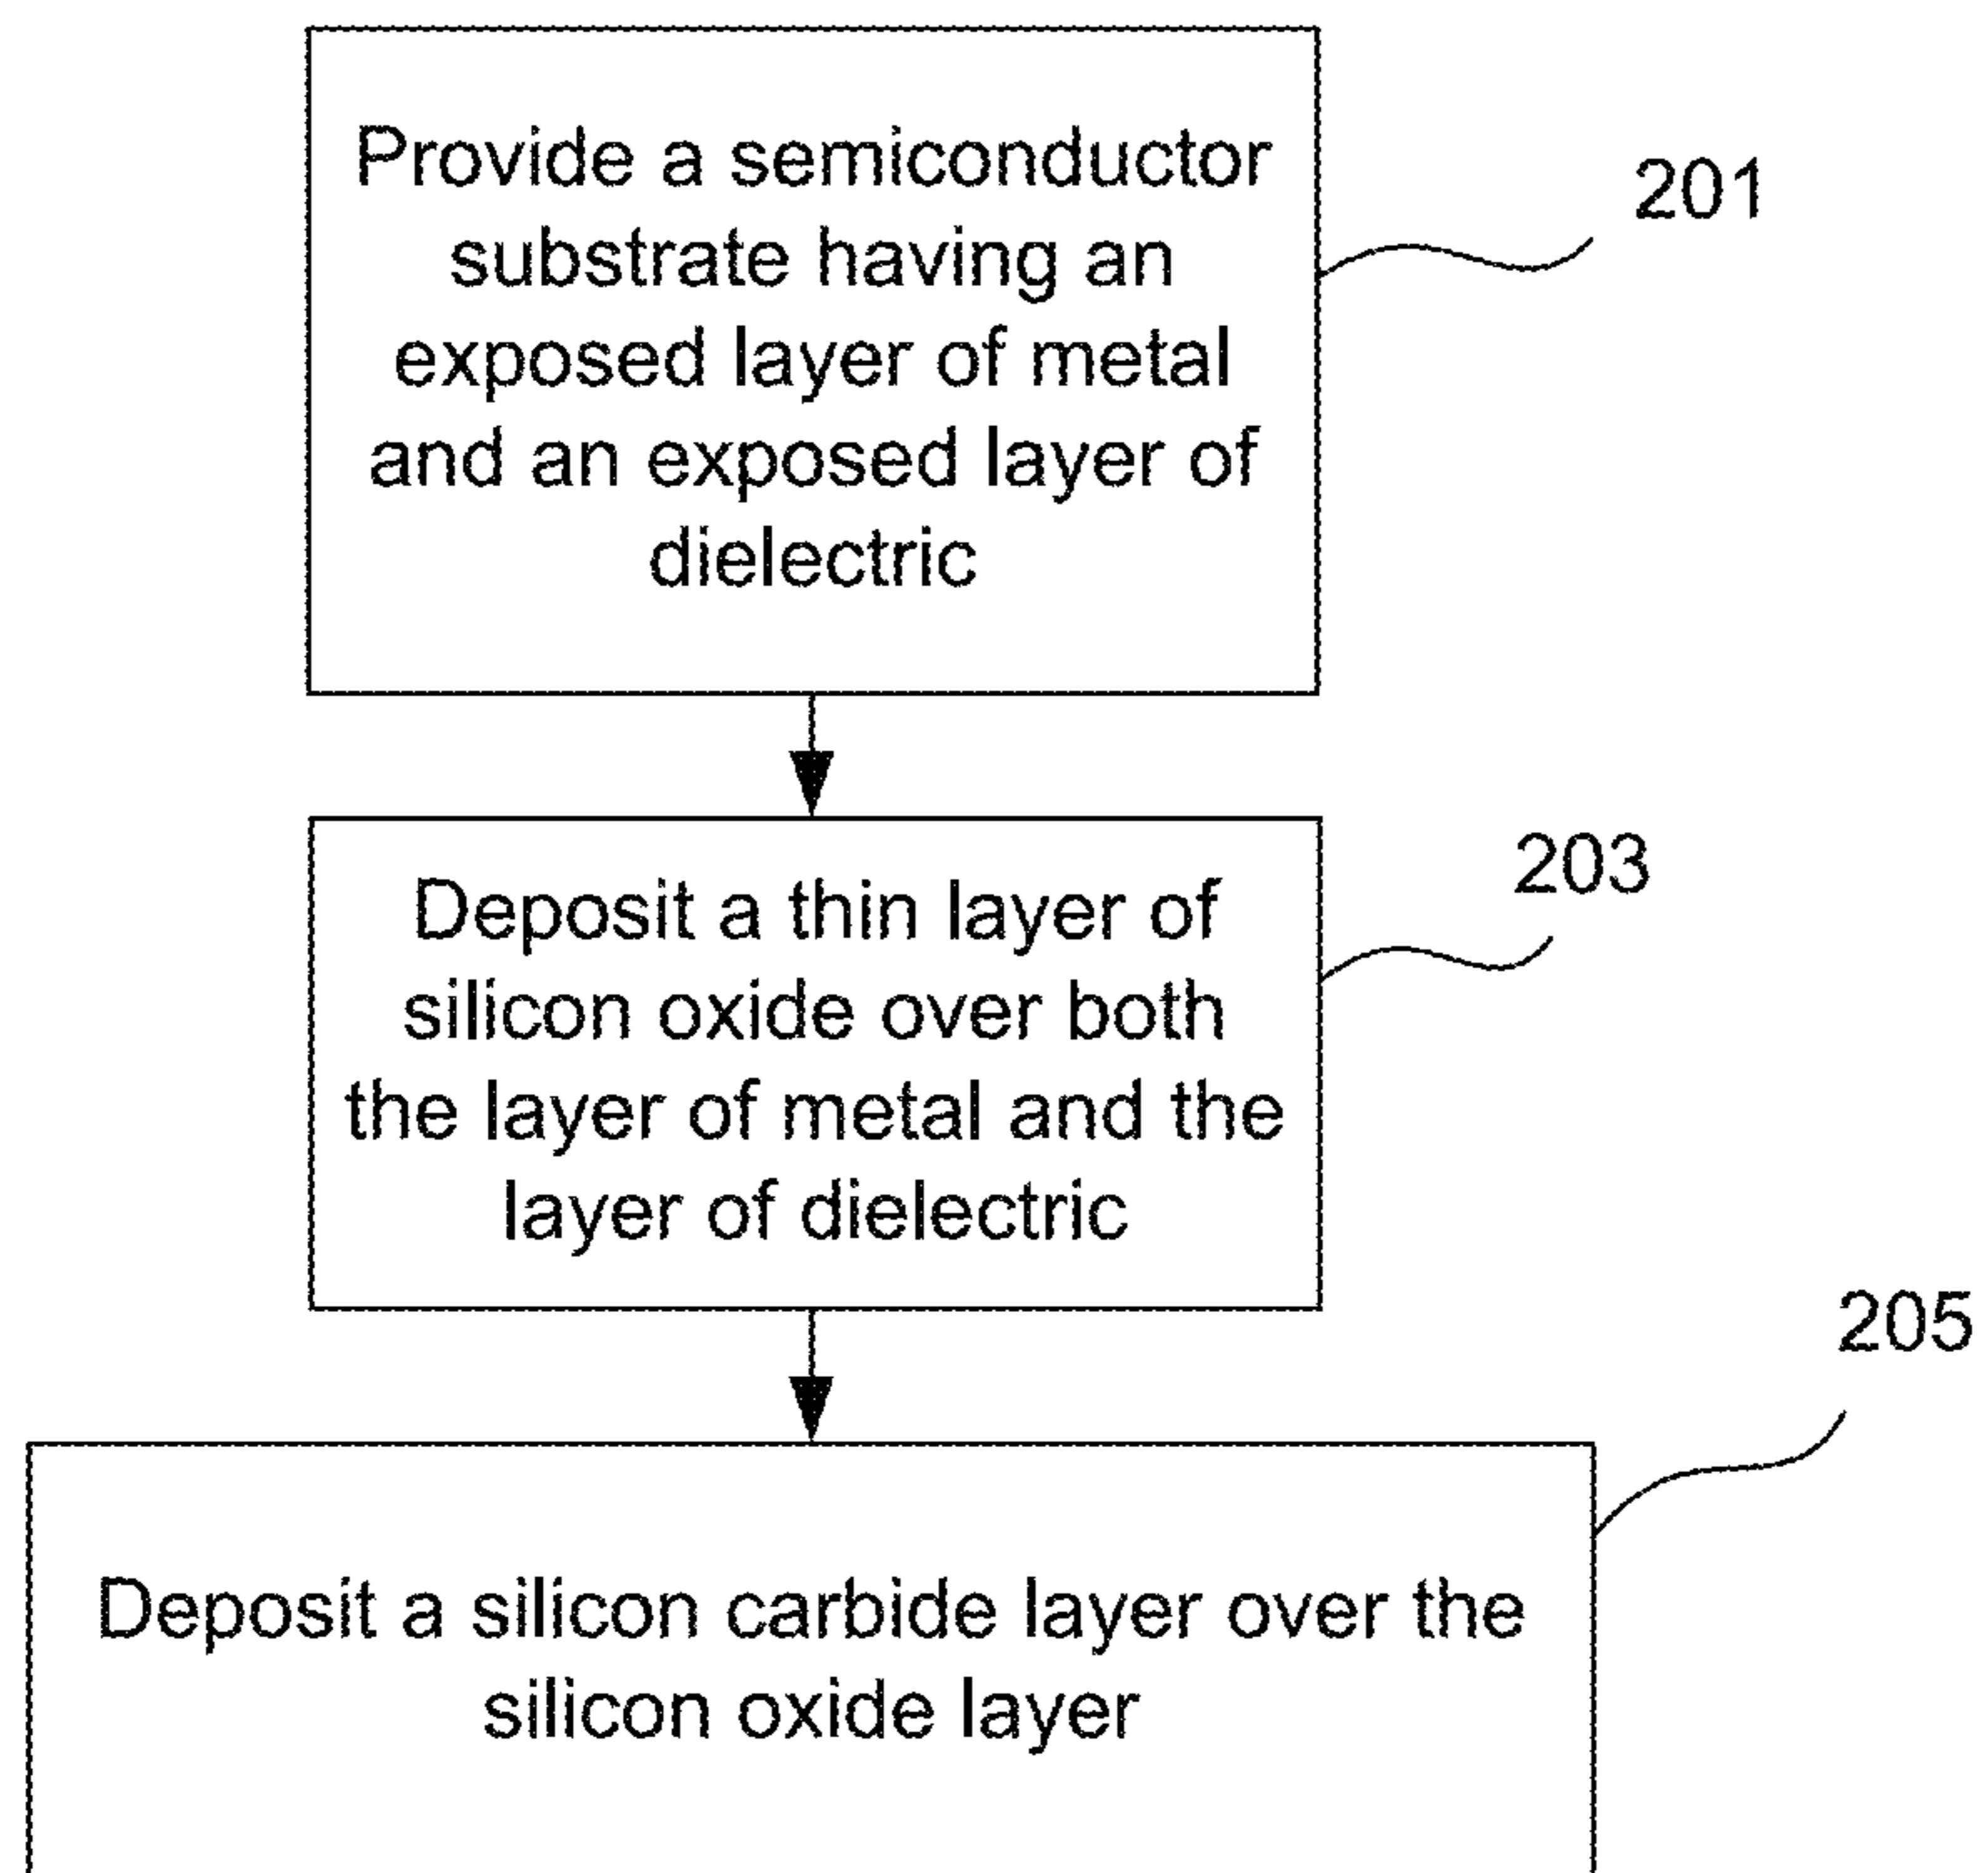 Provide a semiconductor
substrate having an
exposed layer of metal
and an exposed layer of
dielectric
201
Deposit a thin layer of
silicon oxide over both
the layer of metal and the
layer of dielectric
203
Deposit a silicon carbide layer over the
silicon oxide layer
205